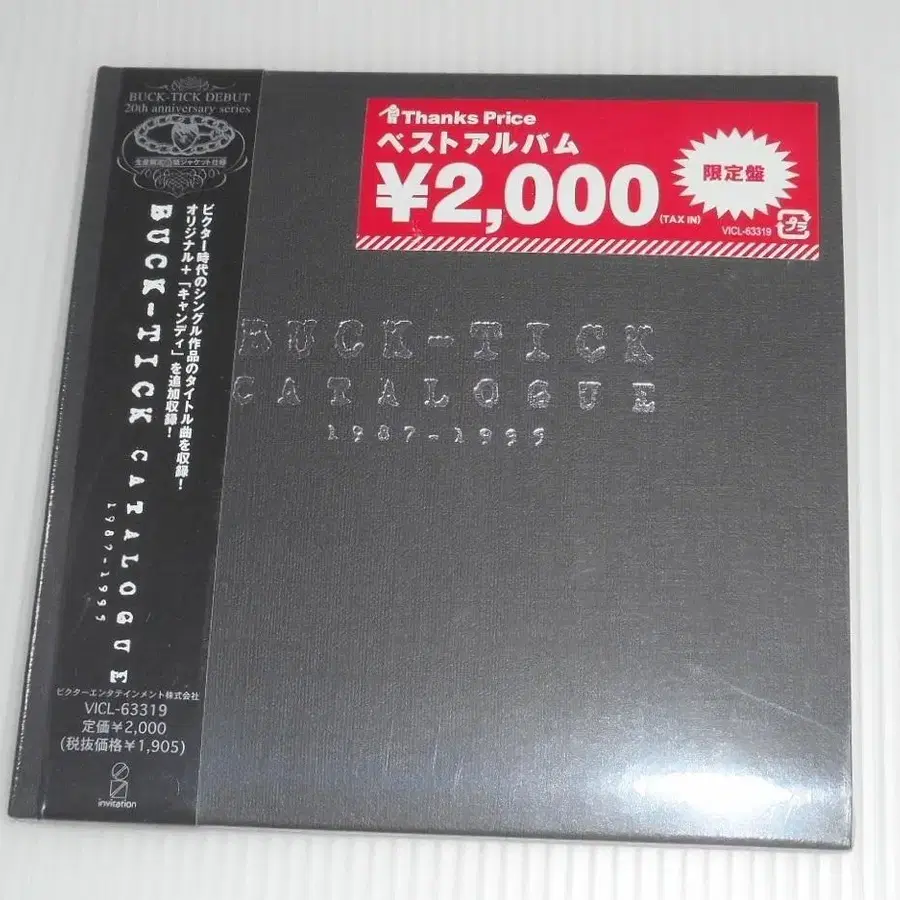 BUCK-TICK DEBUT
20th anniversary series
ビクター時代のシングル作品のタイトル曲を収録！
オリジナル+「キャンディ」を追加収録！
BUCK-TICK CATALOGUE
1987-1995
ビクターエンタテインメント株式会社
VICL-63319
定価￥2,000
(税抜価格￥1,905)
invitation
Thanks Price
ベストアルバム
¥2,000
(TAX IN)
限定盤
VICL-63319
プラ
BUCK-TICK
CATALOGUE
1987-1995